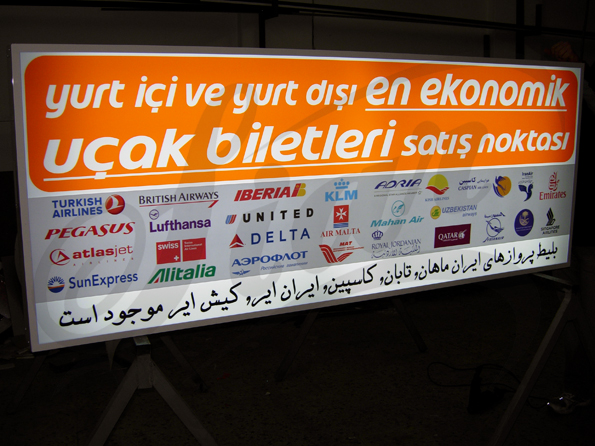 yurt içi ve yurt dışı en ekonomik
uçak biletleri satış noktası
TURKISH AIRLINES
BRITISH AIRWAYS
IBERIA
KLM
ADRIA
Emirates
PEGASUS
Lufthansa
UNITED
AIR MALTA
Mahan Air
UZBEKISTAN
atlasjet
swiss
DELTA
ROYAL JORDANIAN
QATAR
SunExpress
Alitalia
АЭРОФЛОТ
بلیط پروازهای ایران ماهان، تابان، کاسپین، ایران ایر، کیش ایر موجود است